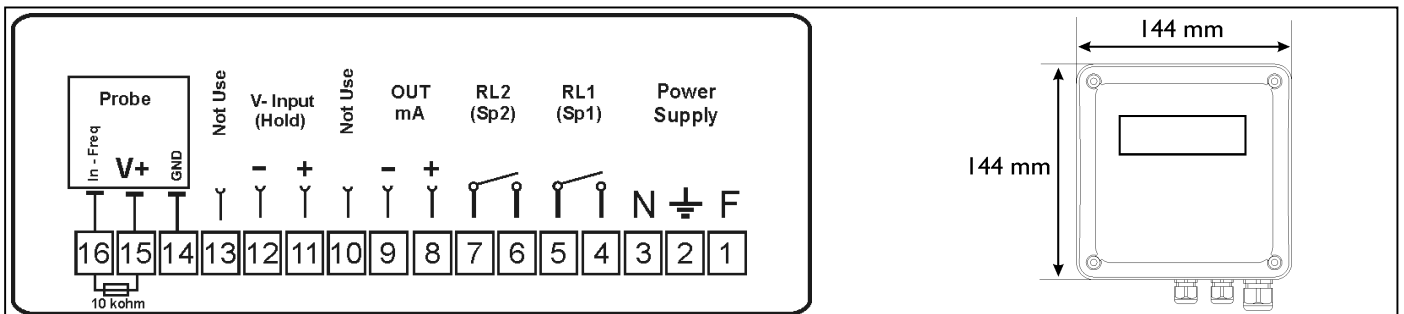 Probe
In - Freq
V+
GND
Not Use
V- Input
(Hold)
- +
Not Use
OUT
mA
- +
RL2
(Sp2)
RL1
(Sp1)
Power
Supply
N F
16 15 14 13 12 11 10 9 8 7 6 5 4 3 2 1
10 kohm
144 mm
144 mm